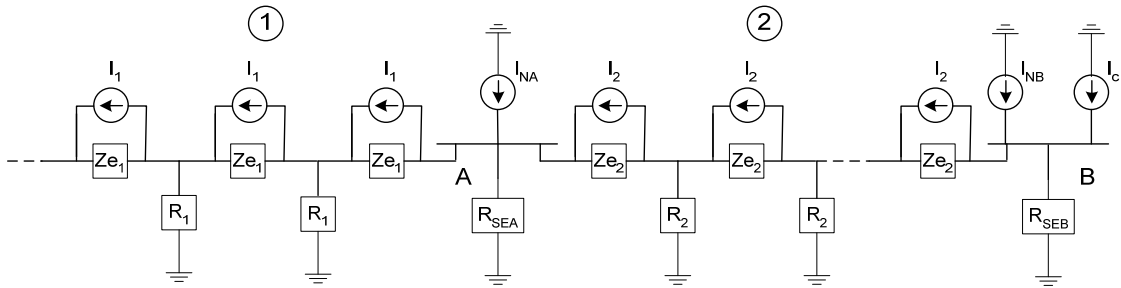 1
2
I1
I1
I1
INA
I2
I2
I2
INB
Ic
Ze1
Ze1
Ze1
Ze2
Ze2
Ze2
A
B
R1
R1
RSEA
R2
R2
RSEB